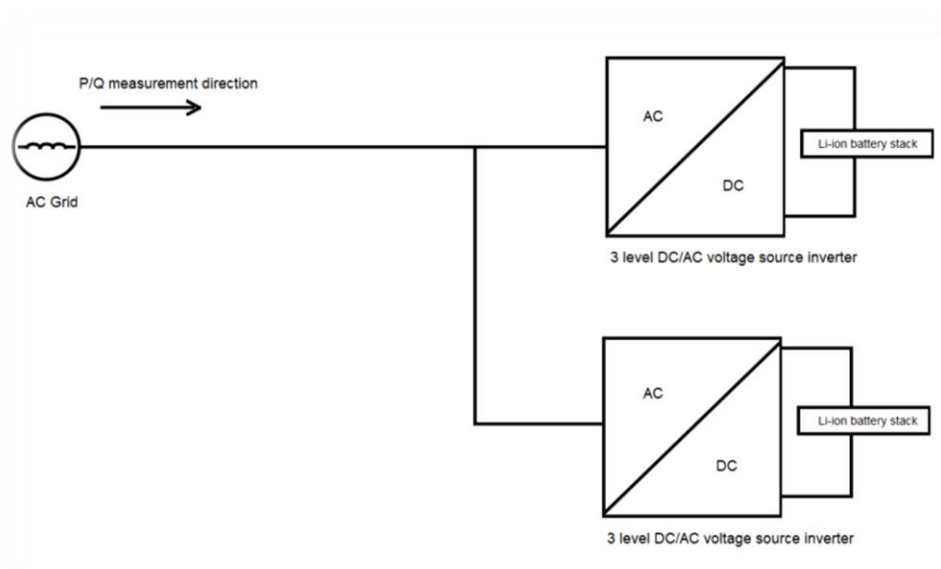 P/Q measurement direction
AC Grid
AC
DC
Li-ion battery stack
3 level DC/AC voltage source inverter
AC
DC
Li-ion battery stack
3 level DC/AC voltage source inverter